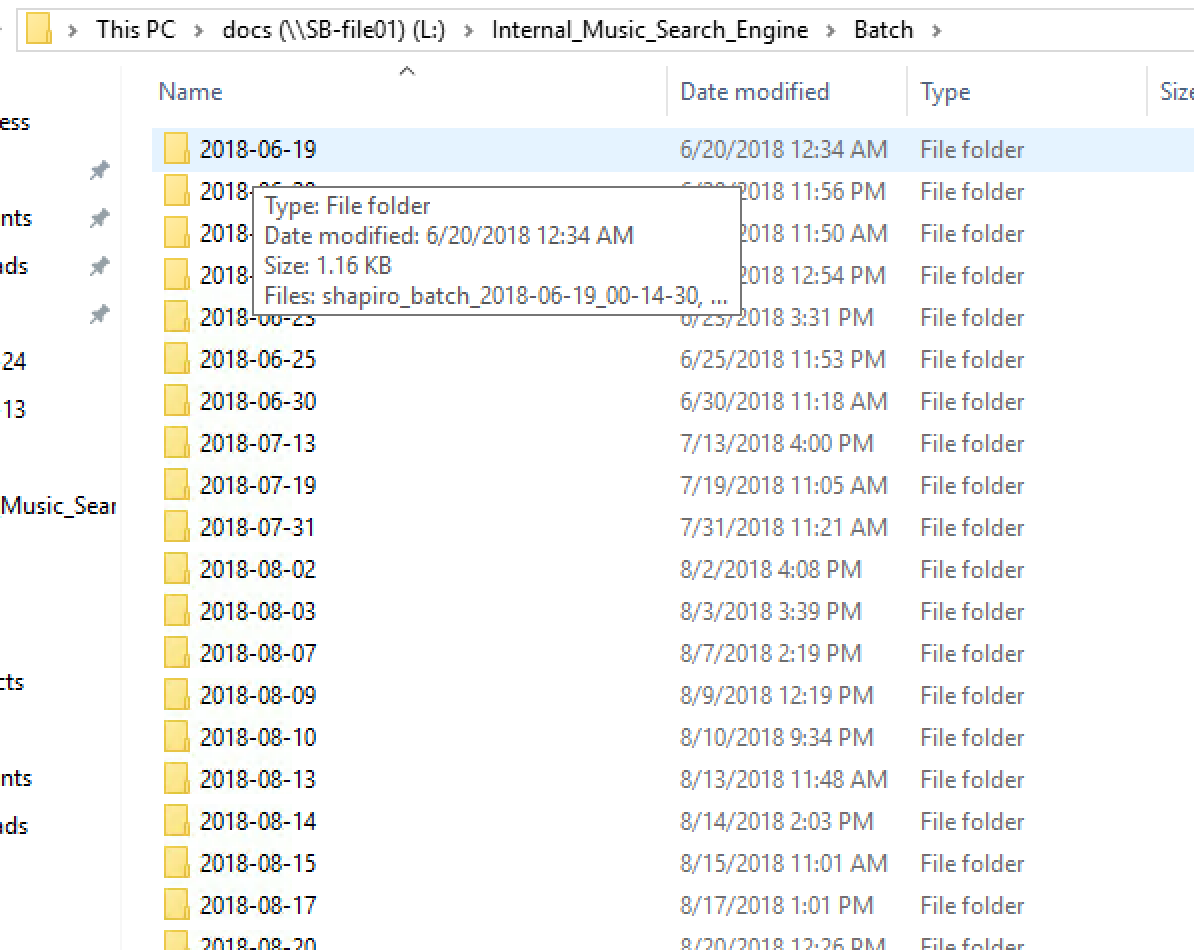 This PC > docs (\\SB-file01) (L:) > Internal_Music_Search_Engine > Batch >
Name Date modified Type Size
ess
nts
ads
24
13
Music_Sear
cts
nts
ads
2018-06-19 6/20/2018 12:34 AM File folder
2018- 2018 11:56 PM File folder
Type: File folder
Date modified: 6/20/2018 12:34 AM
Size: 1.16 KB
Files: shapiro_batch_2018-06-19_00-14-30, ...
2018- 2018 11:50 AM File folder
2018- 2018 12:54 PM File folder
2018-06-23 6/23/2018 3:31 PM File folder
2018-06-25 6/25/2018 11:53 PM File folder
2018-06-30 6/30/2018 11:18 AM File folder
2018-07-13 7/13/2018 4:00 PM File folder
2018-07-19 7/19/2018 11:05 AM File folder
2018-07-31 7/31/2018 11:21 AM File folder
2018-08-02 8/2/2018 4:08 PM File folder
2018-08-03 8/3/2018 3:39 PM File folder
2018-08-07 8/7/2018 2:19 PM File folder
2018-08-09 8/9/2018 12:19 PM File folder
2018-08-10 8/10/2018 9:34 PM File folder
2018-08-13 8/13/2018 11:48 AM File folder
2018-08-14 8/14/2018 2:03 PM File folder
2018-08-15 8/15/2018 11:01 AM File folder
2018-08-17 8/17/2018 1:01 PM File folder
2018-08-20 8/20/2018 12:26 PM File folder